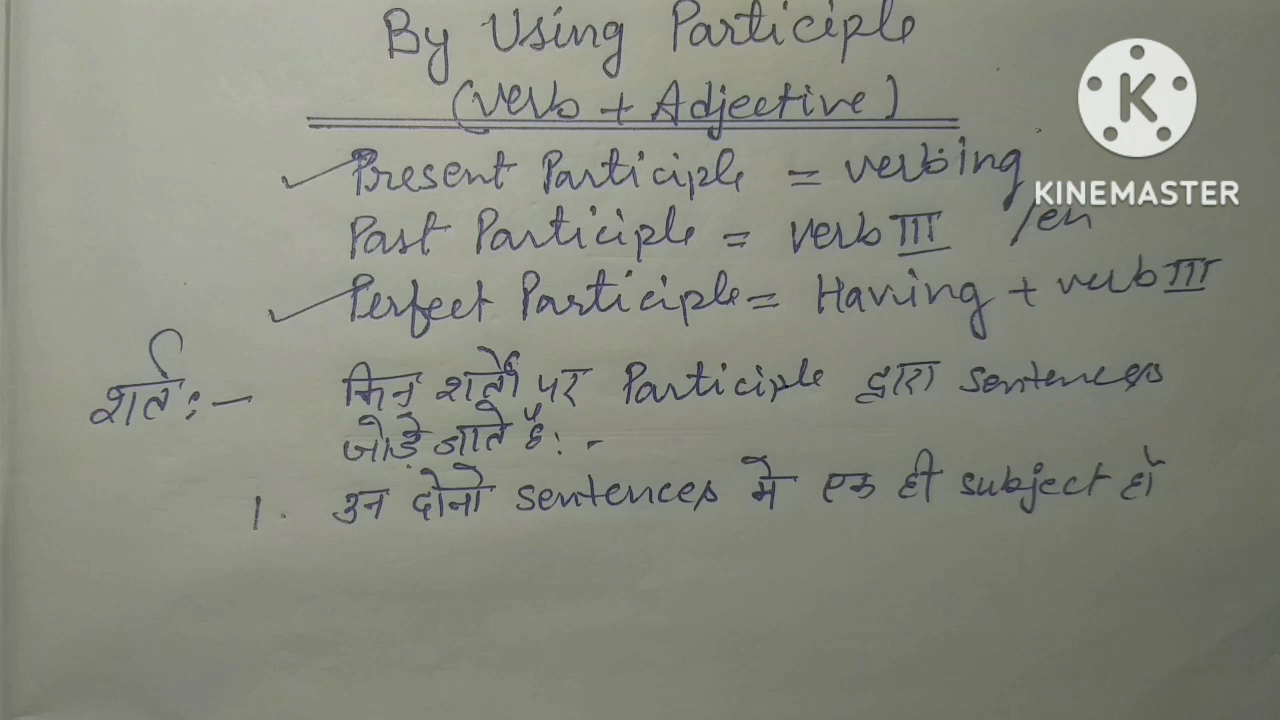 By Using Participle
(verb + Adjective)
Present Participle = verbing
Past Participle = verb III /en
Perfect Participle = Having + verb III
शर्त :- किन शर्तों पर Participle द्वारा sentences
जोड़े जाते है : -
1. उन दोनो sentences मे एक ही subject हों
K
KINEMASTER